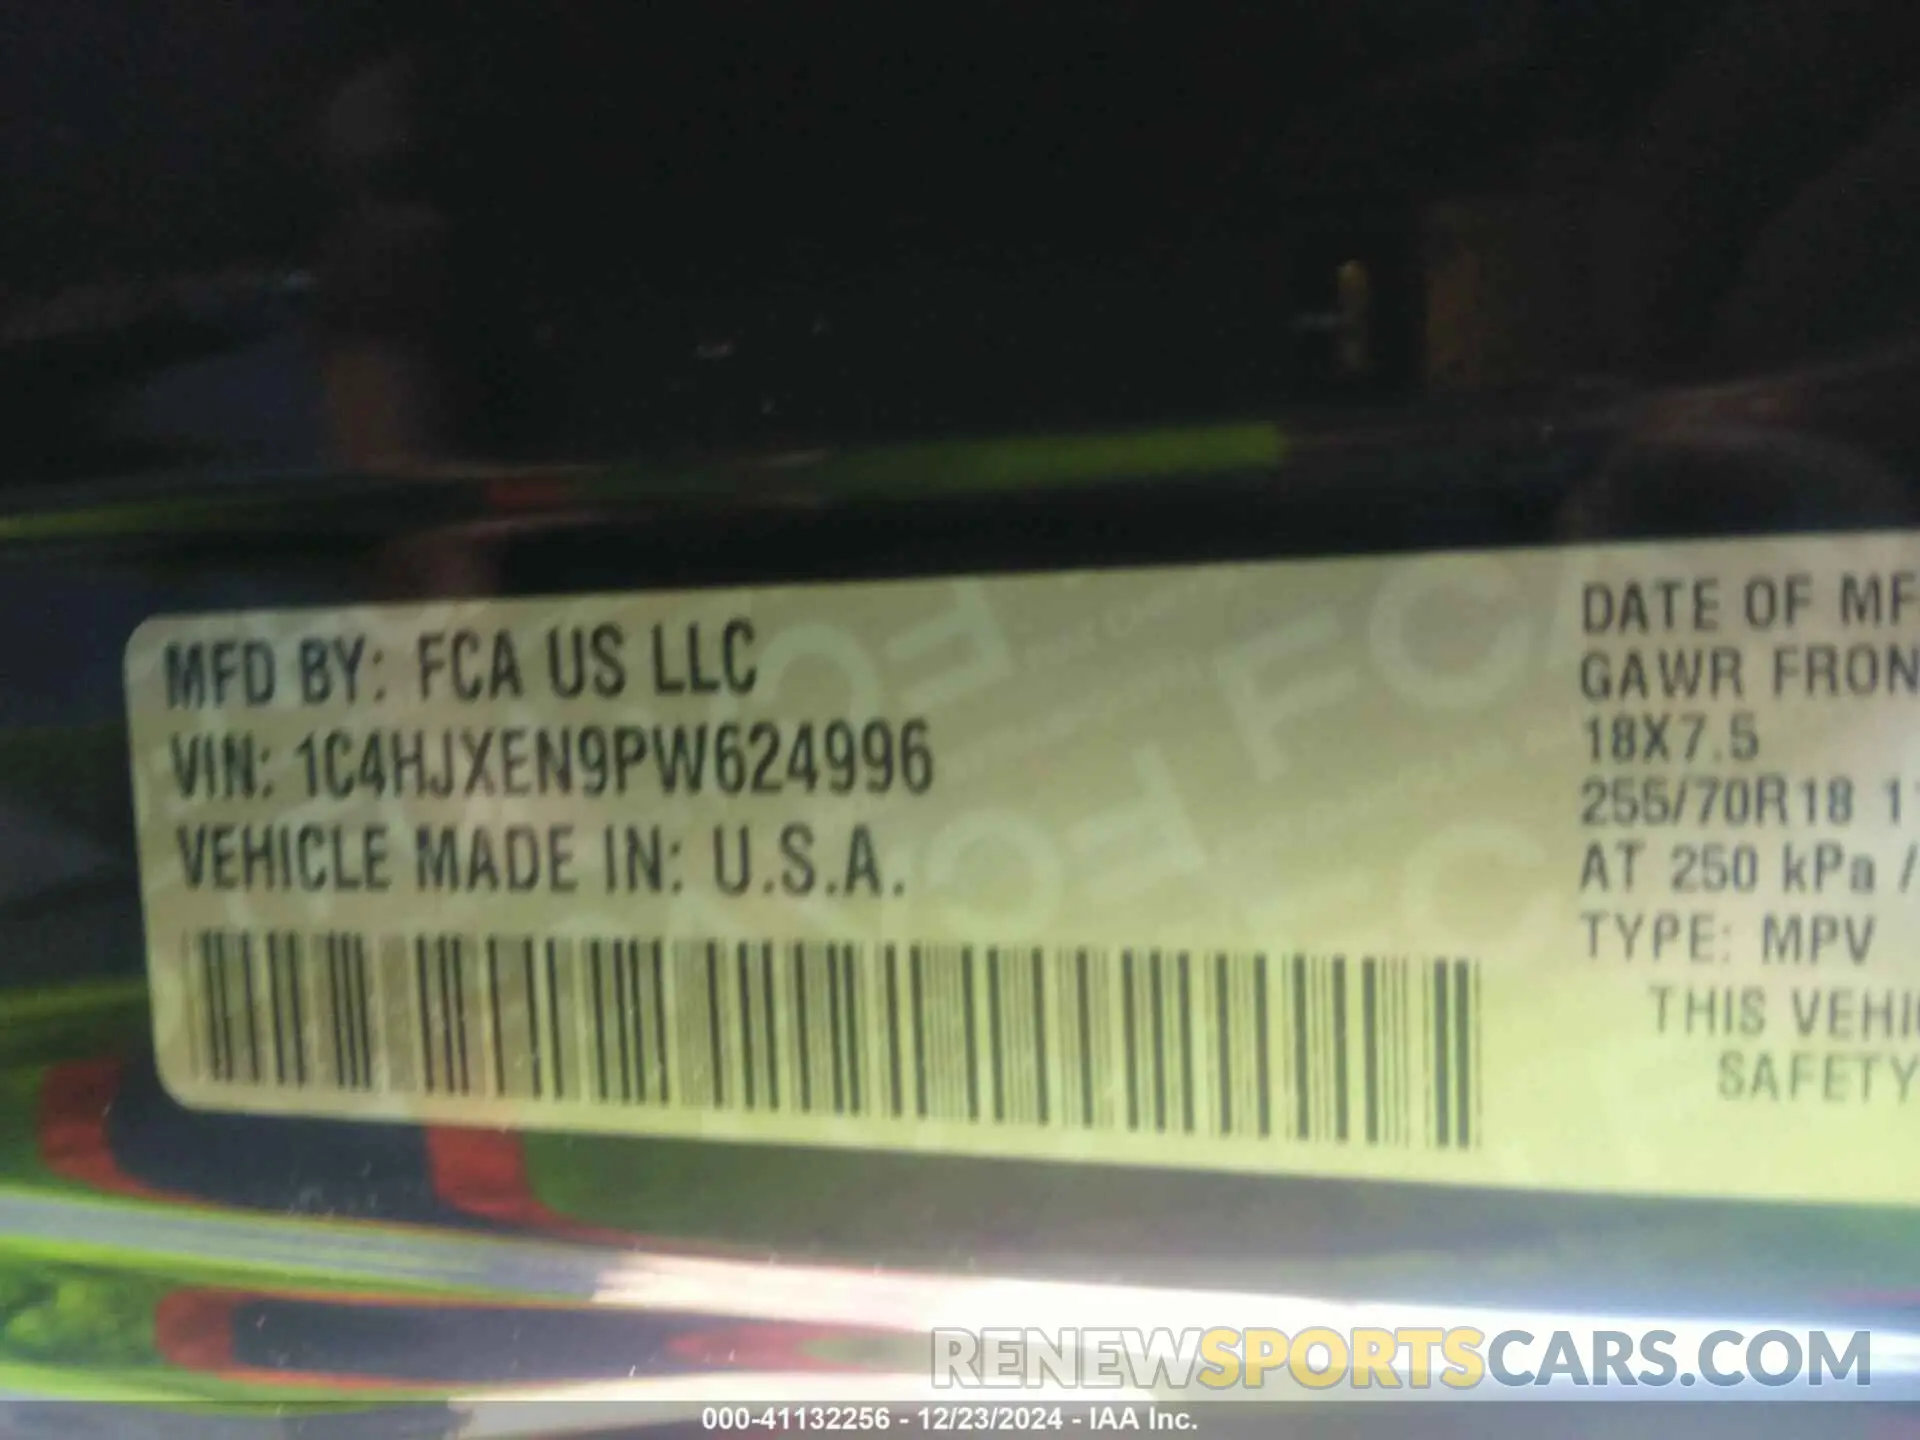 MFD BY: FCA US LLC
VIN: 1C4HJXEN9PW624996
VEHICLE MADE IN: U.S.A.
DATE OF MF
GAWR FRON
18X7.5
255/70R18 11
AT 250 kPa /
TYPE: MPV
THIS VEHI
SAFETY
RENEWSPORTSCARS.COM
000-41132256 - 12/23/2024 - IAA Inc.